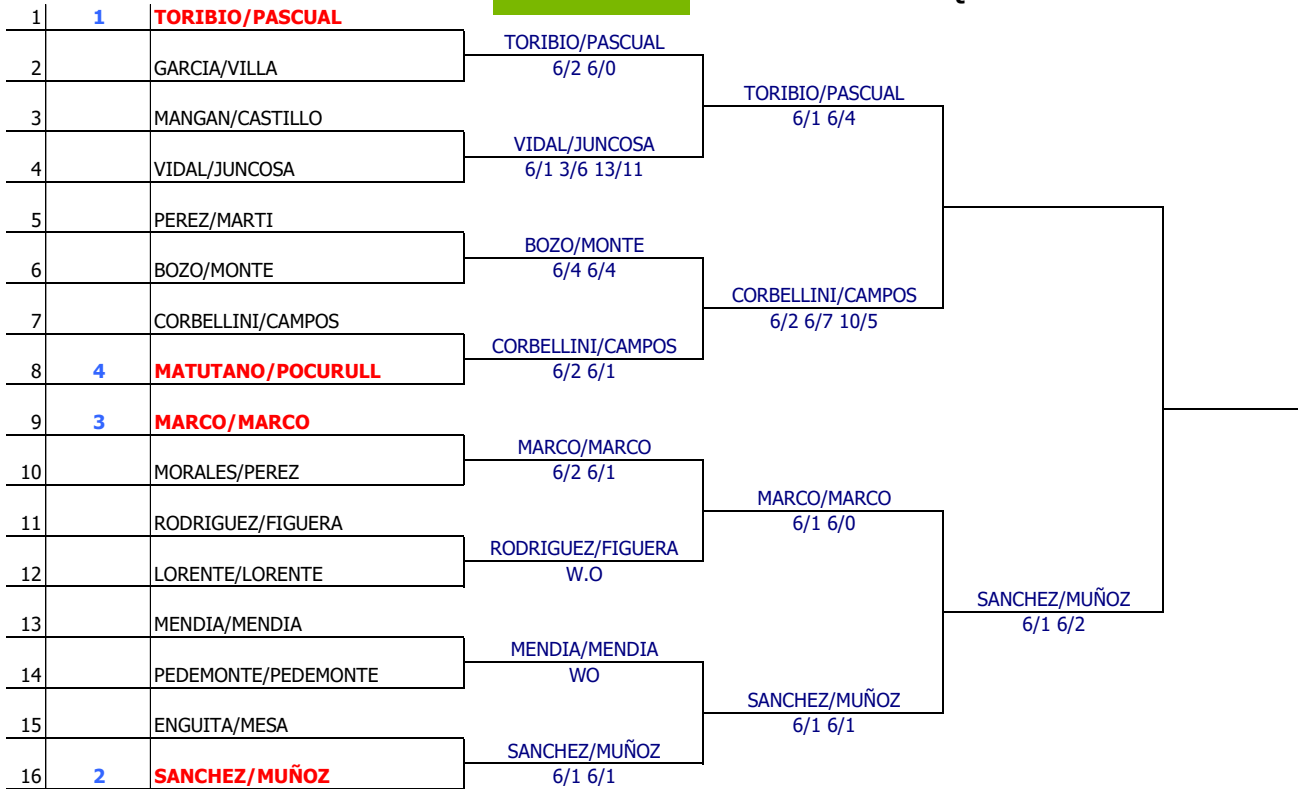 1 1 TORIBIO/PASCUAL
TORIBIO/PASCUAL
2 GARCIA/VILLA 6/2 6/0
TORIBIO/PASCUAL
3 MANGAN/CASTILLO 6/1 6/4
VIDAL/JUNCOSA
4 VIDAL/JUNCOSA 6/1 3/6 13/11
5 PEREZ/MARTI
BOZO/MONTE
6 BOZO/MONTE 6/4 6/4
CORBELLINI/CAMPOS
7 CORBELLINI/CAMPOS 6/2 6/7 10/5
CORBELLINI/CAMPOS
8 4 MATUTANO/POCURULL 6/2 6/1
9 3 MARCO/MARCO
MARCO/MARCO
10 MORALES/PEREZ 6/2 6/1
MARCO/MARCO
11 RODRIGUEZ/FIGUERA 6/1 6/0
RODRIGUEZ/FIGUERA
12 LORENTE/LORENTE W.O
SANCHEZ/MUÑOZ
13 MENDIA/MENDIA 6/1 6/2
MENDIA/MENDIA
14 PEDEMONTE/PEDEMONTE WO
SANCHEZ/MUÑOZ
15 ENGUITA/MESA 6/1 6/1
SANCHEZ/MUÑOZ
16 2 SANCHEZ/MUÑOZ 6/1 6/1